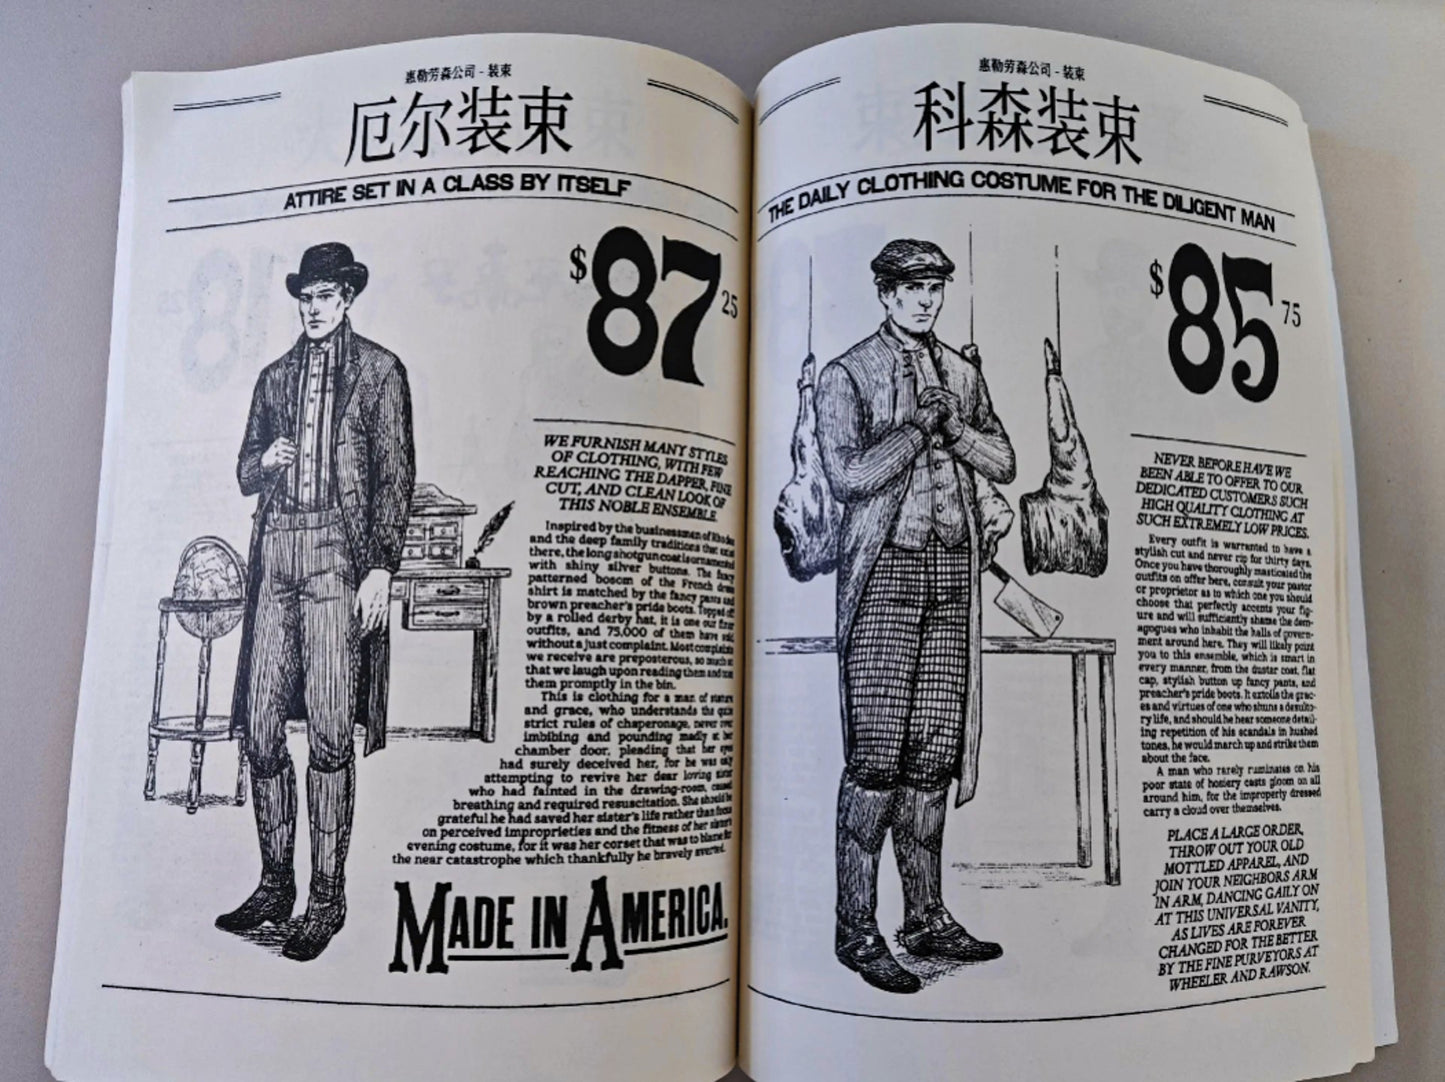 惠勒劳森公司 - 装束
厄尔装束
ATTIRE SET IN A CLASS BY ITSELF
$87 25
WE FURNISH MANY STYLES
OF CLOTHING, WITH FEW
REACHING THE DAPPER, FINE
CUT, AND CLEAN LOOK OF
THIS NOBLE ENSEMBLE.
Inspired by the businessmen of Rhodes
and the deep family traditions that exist
there, the long shotgun coat is ornamented
with shiny silver buttons. The fancy
patterned bosom of the French dress
shirt is matched by the fancy pants and
brown preacher's pride boots. Topped off
by a rolled derby hat, it is one our finer
outfits, and 75,000 of them have sold
without a just complaint. Most complaints
we receive are preposterous, so much so
that we laugh upon reading them and toss
them promptly in the bin.
This is clothing for a man of stature
and grace, who understands the quite
strict rules of chaperonage, never over
imbibing and pounding madly at her
chamber door, pleading that her eyes
had surely deceived her, for he was only
attempting to revive her dear loving sister
who had fainted in the drawing-room, ceased
breathing and required resuscitation. She should be
grateful he had saved her sister's life rather than focus
on perceived improprieties and the fitness of her sister's
evening costume, for it was her corset that was to blame for
the near catastrophe which thankfully he bravely averted.
MADE IN AMERICA.
惠勒劳森公司 - 装束
科森装束
THE DAILY CLOTHING COSTUME FOR THE DILIGENT MAN
$85 75
NEVER BEFORE HAVE WE
BEEN ABLE TO OFFER TO OUR
DEDICATED CUSTOMERS SUCH
HIGH QUALITY CLOTHING AT
SUCH EXTREMELY LOW PRICES.
Every outfit is warranted to have a
stylish cut and never rip for thirty days.
Once you have thoroughly masticated the
outfits on offer here, consult your pastor
or proprietor as to which one you should
choose that perfectly accents your fig-
ure and will sufficiently shame the dem-
agogues who inhabit the halls of govern-
ment around here. They will likely point
you to this ensemble, which is smart in
every manner, from the duster coat, flat
cap, stylish button up fancy pants, and
preacher's pride boots. It extolls the grac-
es and virtues of one who shuns a desulto-
ry life, and should he hear someone detail-
ing repetition of his scandals in hushed
tones, he would march up and strike them
about the face.
A man who rarely ruminates on his
poor state of hosiery casts gloom on all
around him, for the improperly dressed
carry a cloud over themselves.
PLACE A LARGE ORDER,
THROW OUT YOUR OLD
MOTTLED APPAREL, AND
JOIN YOUR NEIGHBORS ARM
IN ARM, DANCING GAILY ON
AT THIS UNIVERSAL VANITY,
AS LIVES ARE FOREVER
CHANGED FOR THE BETTER
BY THE FINE PURVEYORS AT
WHEELER AND RAWSON.